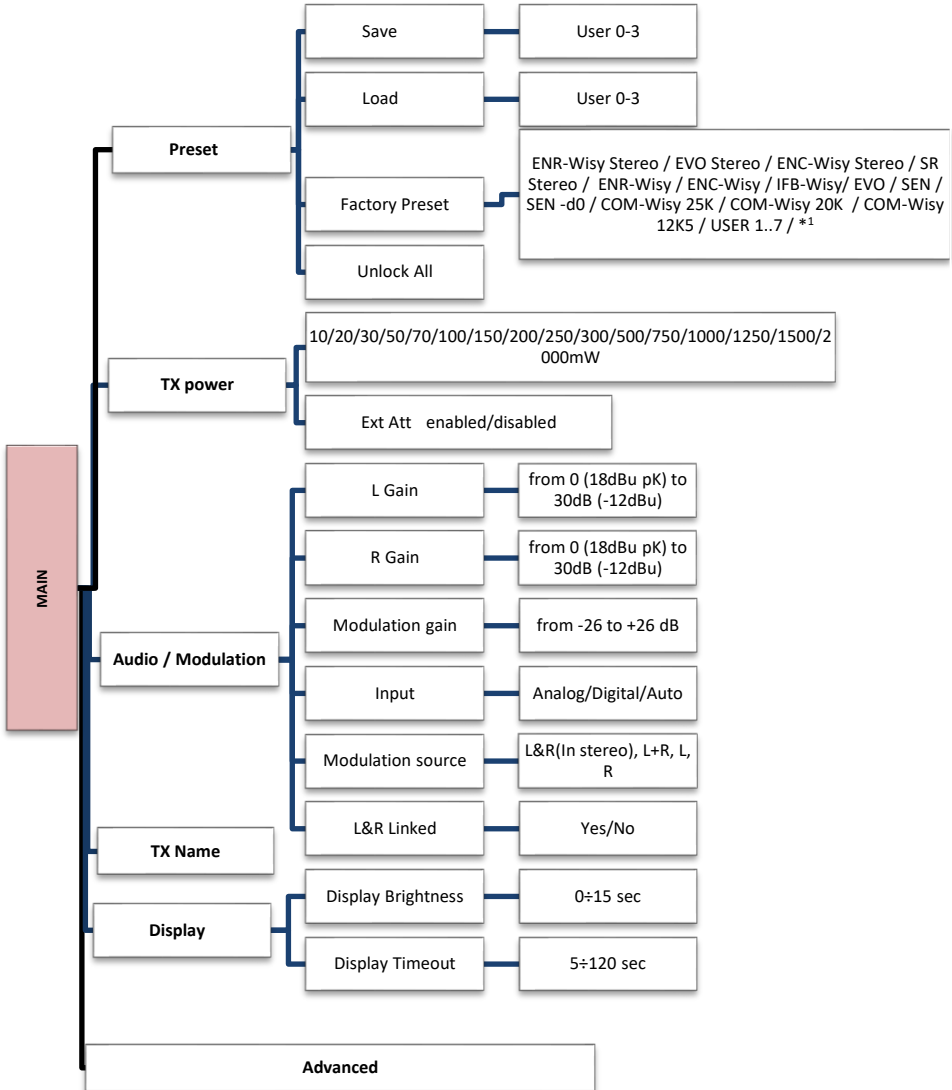 MAIN
Preset
Save
User 0-3
Load
User 0-3
Factory Preset
ENR-Wisy Stereo / EVO Stereo / ENC-Wisy Stereo / SR
Stereo /  ENR-Wisy / ENC-Wisy / IFB-Wisy/ EVO / SEN /
SEN -d0 / COM-Wisy 25K / COM-Wisy 20K  / COM-Wisy
12K5 / USER 1..7 / *1
Unlock All
TX power
10/20/30/50/70/100/150/200/250/300/500/750/1000/1250/1500/2
000mW
Ext Att   enabled/disabled
Audio / Modulation
L Gain
from 0 (18dBu pK) to
30dB (-12dBu)
R Gain
from 0 (18dBu pK) to
30dB (-12dBu)
Modulation gain
from -26 to +26 dB
Input
Analog/Digital/Auto
Modulation source
L&R(In stereo), L+R, L,
R
L&R Linked
Yes/No
TX Name
Display
Display Brightness
0÷15 sec
Display Timeout
5÷120 sec
Advanced